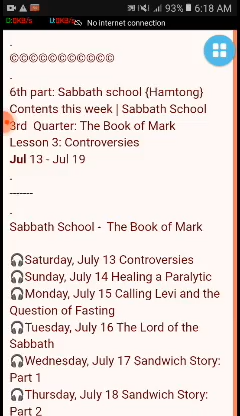 0KB/s U:0KB/s 93% 6:18 AM
No internet connection
.
©©©©©©©©©©©
.
6th part: Sabbath school {Hamtong}
Contents this week | Sabbath School
3rd Quarter: The Book of Mark
Lesson 3: Controversies
Jul 13 - Jul 19
.
-------
.
Sabbath School - The Book of Mark
🎧Saturday, July 13 Controversies
🎧Sunday, July 14 Healing a Paralytic
🎧Monday, July 15 Calling Levi and the
Question of Fasting
🎧Tuesday, July 16 The Lord of the
Sabbath
🎧Wednesday, July 17 Sandwich Story:
Part 1
🎧Thursday, July 18 Sandwich Story:
Part 2